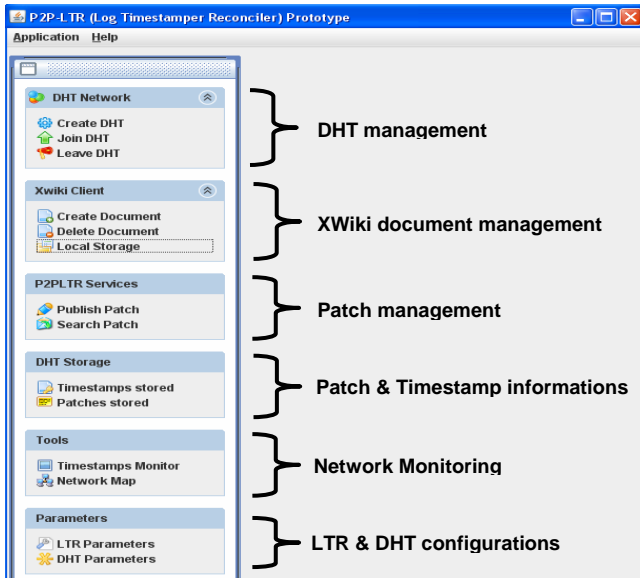 P2P-LTR (Log Timestamper Reconciler) Prototype
Application Help
DHT Network
Create DHT
Join DHT
Leave DHT
DHT management
Xwiki Client
Create Document
Delete Document
Local Storage
XWiki document management
P2PLTR Services
Publish Patch
Search Patch
Patch management
DHT Storage
Timestamps stored
Patches stored
Patch & Timestamp informations
Tools
Timestamps Monitor
Network Map
Network Monitoring
Parameters
LTR Parameters
DHT Parameters
LTR & DHT configurations